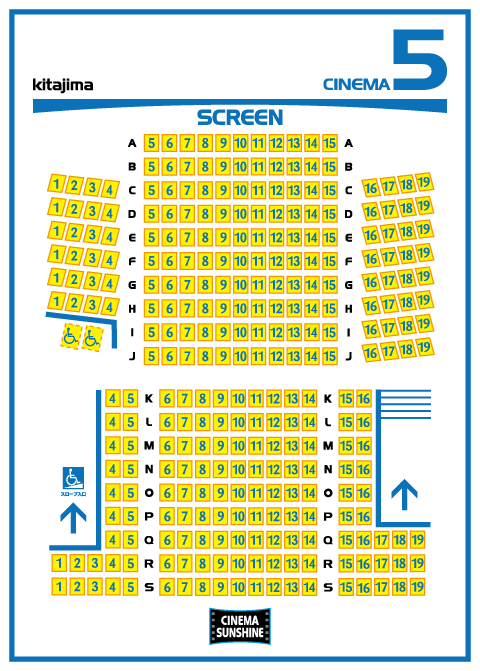 kitajima
CINEMA 5
SCREEN
A 5 6 7 8 9 10 11 12 13 14 15 A
B 5 6 7 8 9 10 11 12 13 14 15 B
1 2 3 4 C 5 6 7 8 9 10 11 12 13 14 15 C 16 17 18 19
1 2 3 4 D 5 6 7 8 9 10 11 12 13 14 15 D 16 17 18 19
1 2 3 4 E 5 6 7 8 9 10 11 12 13 14 15 E 16 17 18 19
1 2 3 4 F 5 6 7 8 9 10 11 12 13 14 15 F 16 17 18 19
1 2 3 4 G 5 6 7 8 9 10 11 12 13 14 15 G 16 17 18 19
1 2 3 4 H 5 6 7 8 9 10 11 12 13 14 15 H 16 17 18 19
I 5 6 7 8 9 10 11 12 13 14 15 I 16 17 18 19
J 5 6 7 8 9 10 11 12 13 14 15 J 16 17 18 19
4 5 K 6 7 8 9 10 11 12 13 14 K 15 16
4 5 L 6 7 8 9 10 11 12 13 14 L 15 16
4 5 M 6 7 8 9 10 11 12 13 14 M 15 16
4 5 N 6 7 8 9 10 11 12 13 14 N 15 16
スロープ入口
4 5 O 6 7 8 9 10 11 12 13 14 O 15 16
4 5 P 6 7 8 9 10 11 12 13 14 P 15 16
4 5 Q 6 7 8 9 10 11 12 13 14 Q 15 16 17 18 19
1 2 3 4 5 R 6 7 8 9 10 11 12 13 14 R 15 16 17 18 19
1 2 3 4 5 S 6 7 8 9 10 11 12 13 14 S 15 16 17 18 19
CINEMA
SUNSHINE